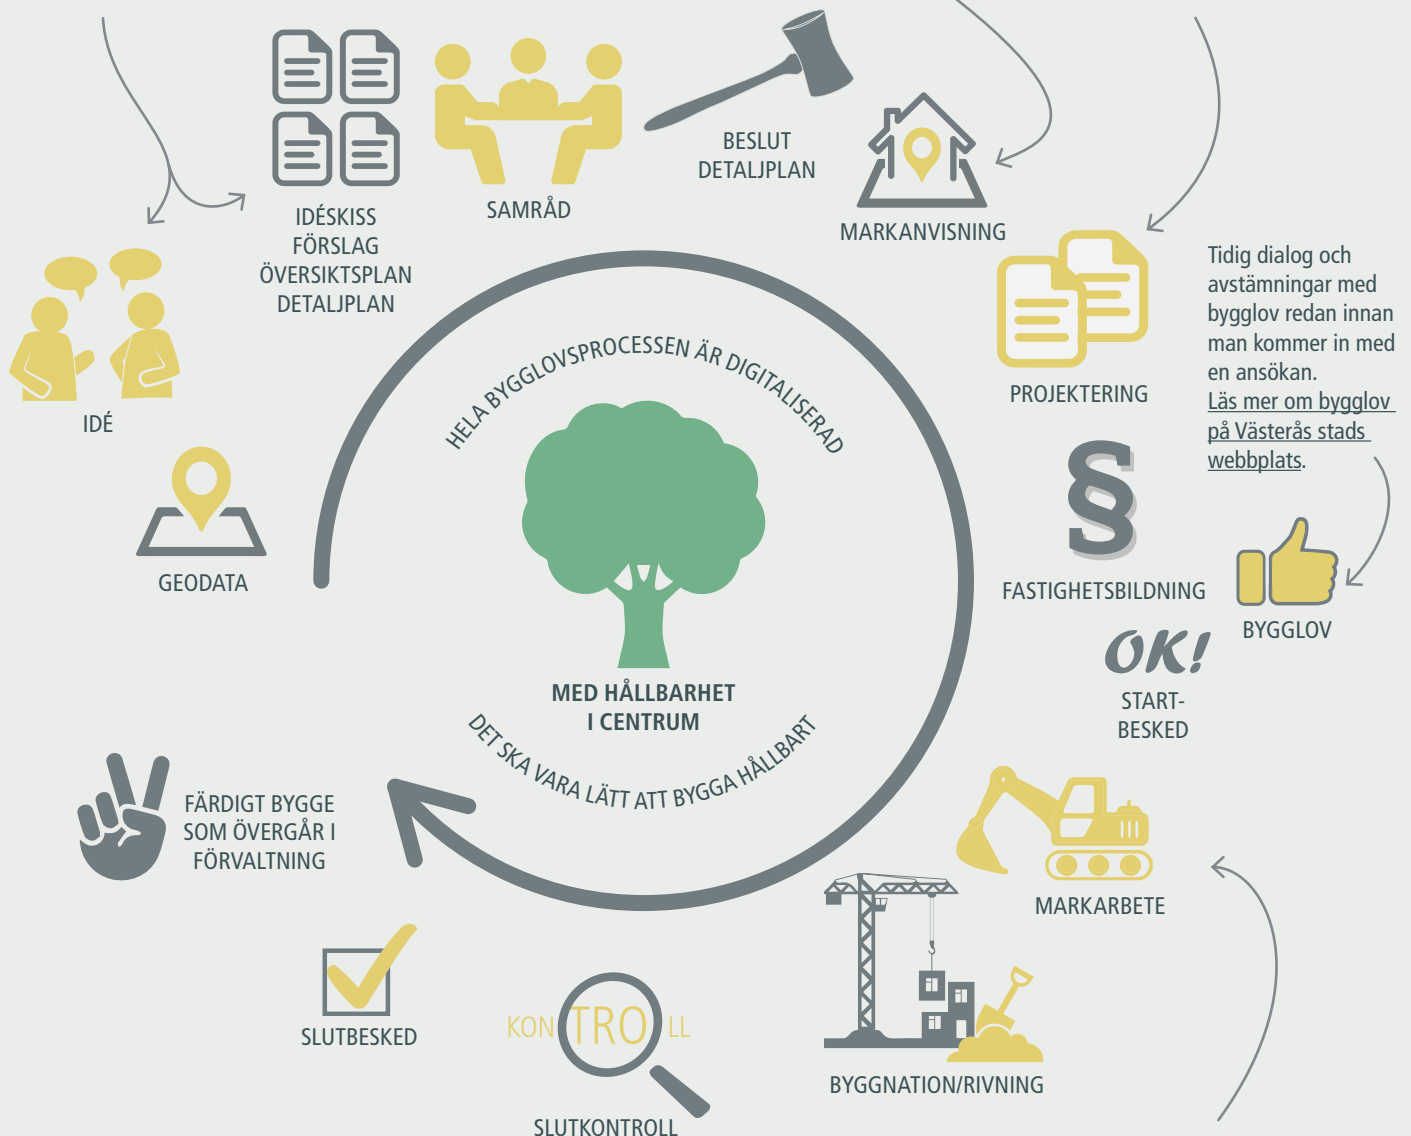 IDÉSKISS
FÖRSLAG
ÖVERSIKTSPLAN
DETALJPLAN
SAMRÅD
BESLUT
DETALJPLAN
MARKANVISNING
PROJEKTERING
Tidig dialog och
avstämningar med
bygglov redan innan
man kommer in med
en ansökan.
Läs mer om bygglov
på Västerås stads
webbplats.
IDÉ
GEODATA
HELA BYGGLOVSPROCESSEN ÄR DIGITALISERAD
MED HÅLLBARHET
I CENTRUM
DET SKA VARA LÄTT ATT BYGGA HÅLLBART
§
FASTIGHETSBILDNING
BYGGLOV
OK!
START-
BESKED
MARKARBETE
BYGGNATION/RIVNING
KONTROLL
SLUTKONTROLL
SLUTBESKED
FÄRDIGT BYGGE
SOM ÖVERGÅR I
FÖRVALTNING